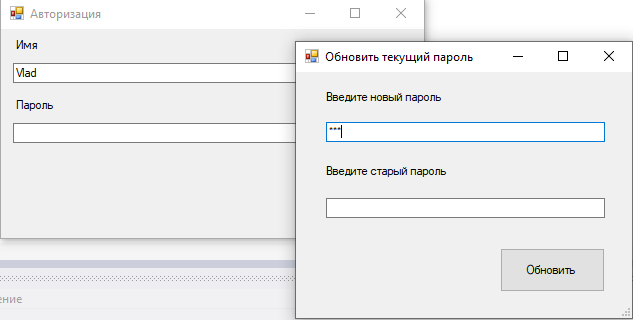 Авторизация
Имя
Vlad
Пароль
Обновить текущий пароль
Введите новый пароль
***
Введите старый пароль
Обновить
ение